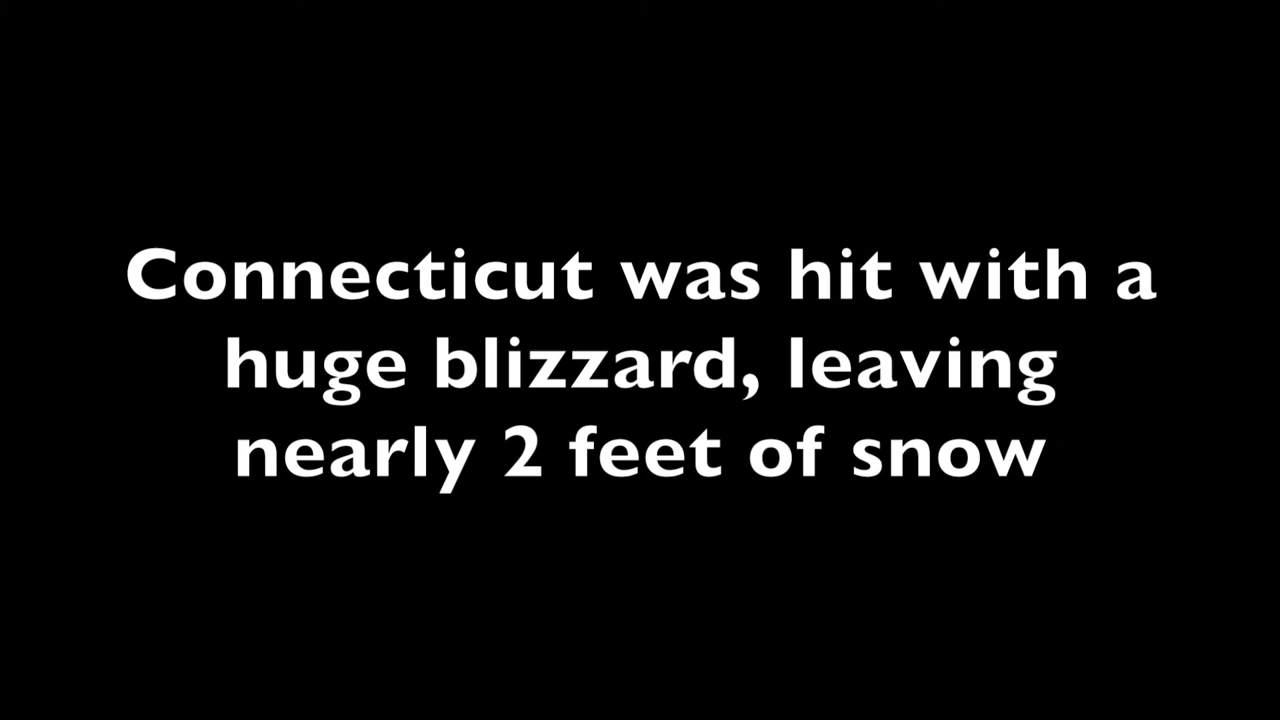 Connecticut was hit with a
huge blizzard, leaving
nearly 2 feet of snow